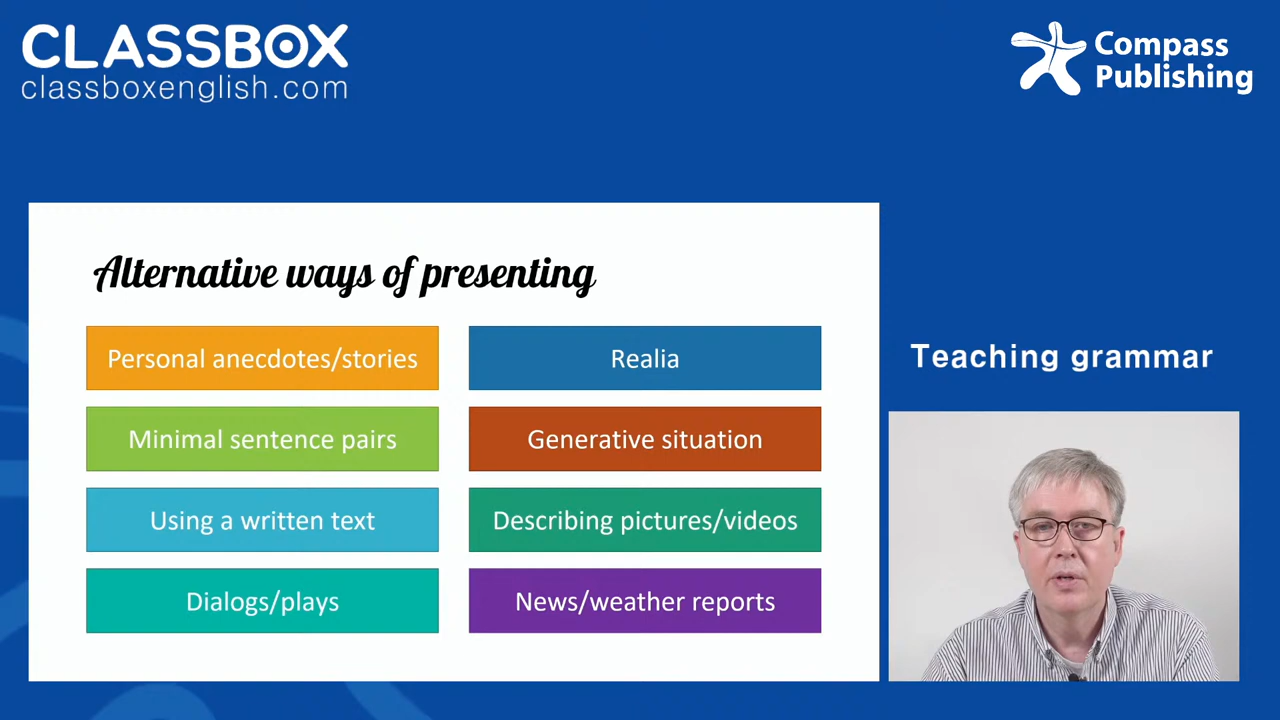 CLASSBOX
classboxenglish.com
Compass
Publishing
Alternative ways of presenting
Personal anecdotes/stories
Realia
Minimal sentence pairs
Generative situation
Using a written text
Describing pictures/videos
Dialogs/plays
News/weather reports
Teaching grammar